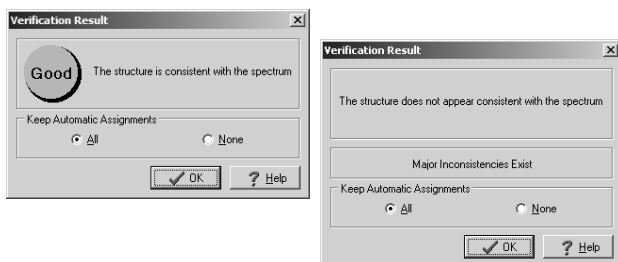 Verification Result
Good
The structure is consistent with the spectrum
Keep Automatic Assignments
All
None
OK
? Help
Verification Result
The structure does not appear consistent with the spectrum
Major Inconsistencies Exist
Keep Automatic Assignments
All
None
OK
? Help